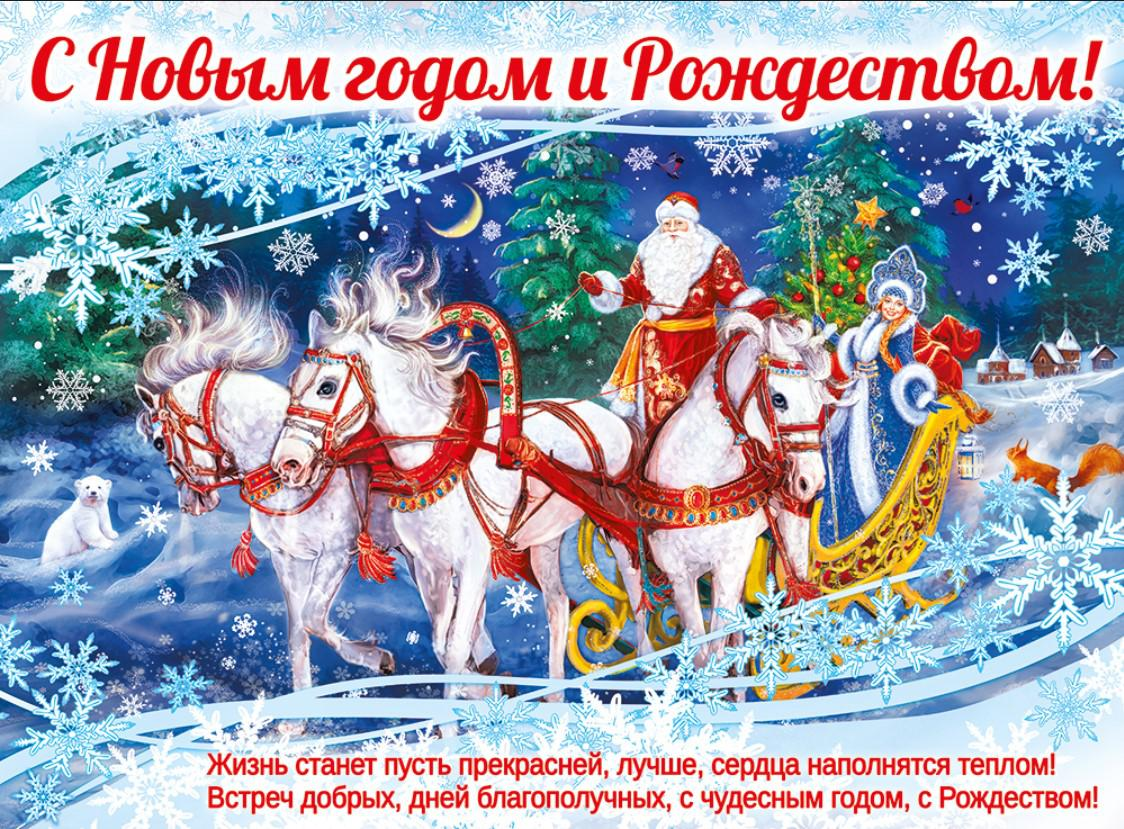 С Новым годом и Рождеством!
Жизнь станет пусть прекрасней, лучше, сердца наполнятся теплом!
Встреч добрых, дней благополучных, с чудесным годом, с Рождеством!